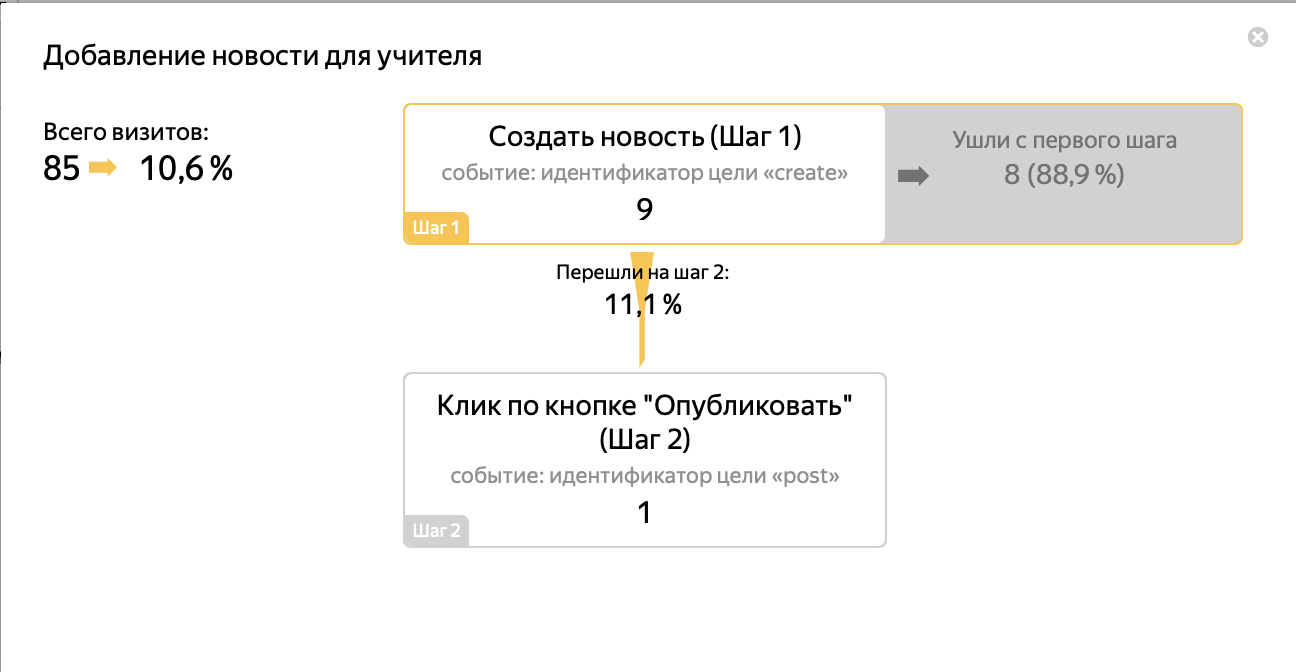 Добавление новости для учителя
Всего визитов:
85 10,6 %
Создать новость (Шаг 1)
событие: идентификатор цели «create»
9
Шаг 1
Ушли с первого шага
8 (88,9 %)
Перешли на шаг 2:
11,1 %
Клик по кнопке "Опубликовать"
(Шаг 2)
событие: идентификатор цели «post»
1
Шаг 2